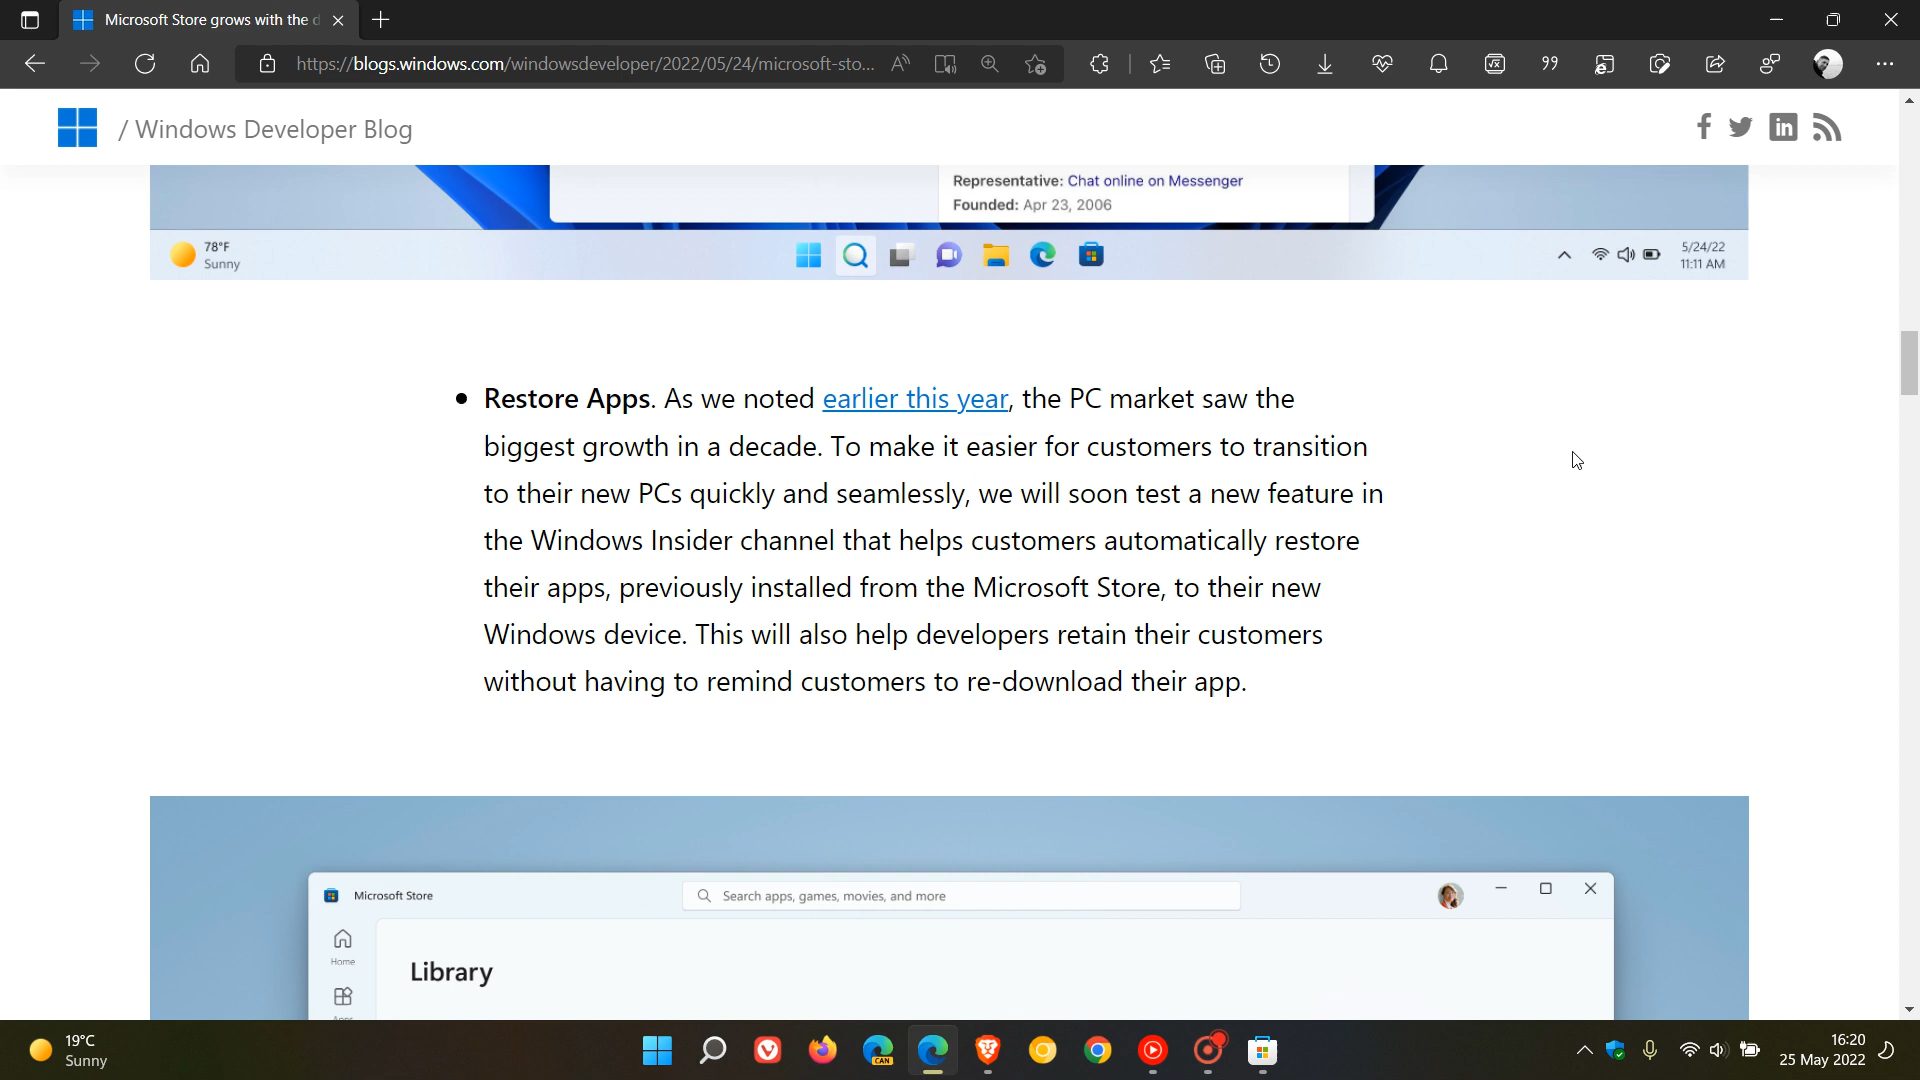 Microsoft Store grows with the d
https://blogs.windows.com/windowsdeveloper/2022/05/24/microsoft-sto...
/ Windows Developer Blog
Representative: Chat online on Messenger
Founded: Apr 23, 2006
78°F
Sunny
5/24/22
11:11 AM
• Restore Apps. As we noted earlier this year, the PC market saw the
biggest growth in a decade. To make it easier for customers to transition
to their new PCs quickly and seamlessly, we will soon test a new feature in
the Windows Insider channel that helps customers automatically restore
their apps, previously installed from the Microsoft Store, to their new
Windows device. This will also help developers retain their customers
without having to remind customers to re-download their app.
Microsoft Store
Search apps, games, movies, and more
Home
Library
Apps
19°C
Sunny
CAN
16:20
25 May 2022